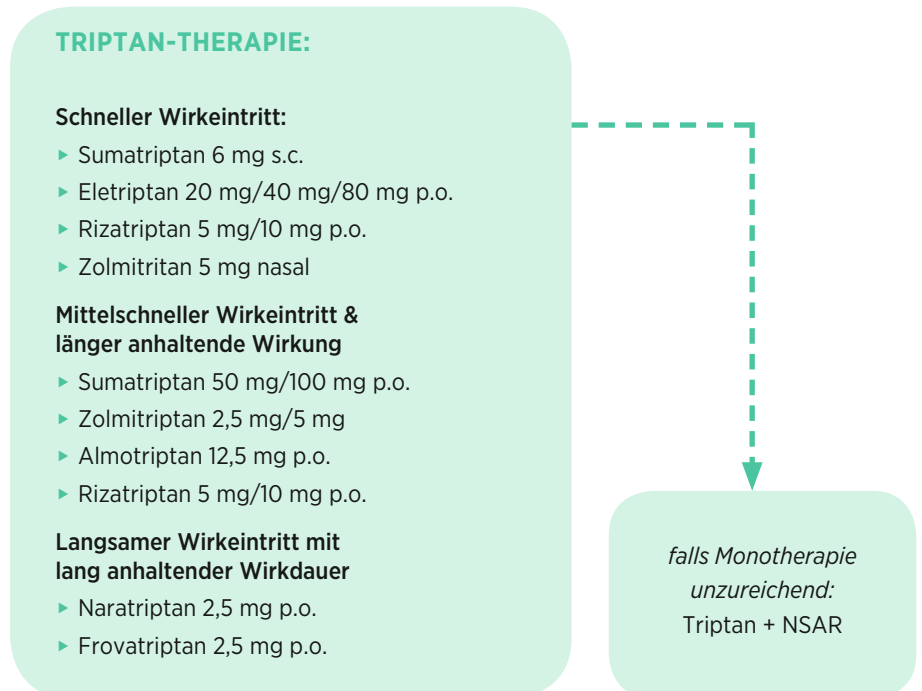 TRIPTAN-THERAPIE:
Schneller Wirkeintritt:
▸ Sumatriptan 6 mg s.c.
▸ Eletriptan 20 mg/40 mg/80 mg p.o.
▸ Rizatriptan 5 mg/10 mg p.o.
▸ Zolmitritan 5 mg nasal
Mittelschneller Wirkeintritt &
länger anhaltende Wirkung
▸ Sumatriptan 50 mg/100 mg p.o.
▸ Zolmitriptan 2,5 mg/5 mg
▸ Almotriptan 12,5 mg p.o.
▸ Rizatriptan 5 mg/10 mg p.o.
Langsamer Wirkeintritt mit
lang anhaltender Wirkdauer
▸ Naratriptan 2,5 mg p.o.
▸ Frovatriptan 2,5 mg p.o.
falls Monotherapie
unzureichend:
Triptan + NSAR